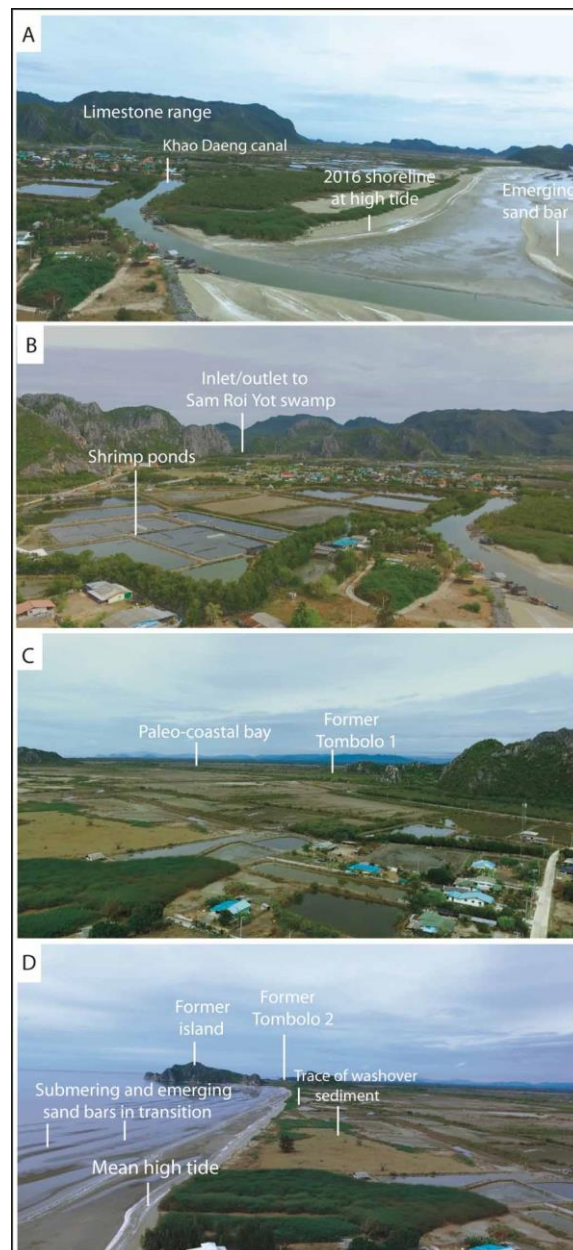 A
Limestone range
Khao Daeng canal
2016 shoreline
at high tide
Emerging
sand bar
B
Inlet/outlet to
Sam Roi Yot swamp
Shrimp ponds
C
Paleo-coastal bay
Former
Tombolo 1
D
Former
island
Former
Tombolo 2
Submering and emerging
sand bars in transition
Trace of washover
sediment
Mean high tide